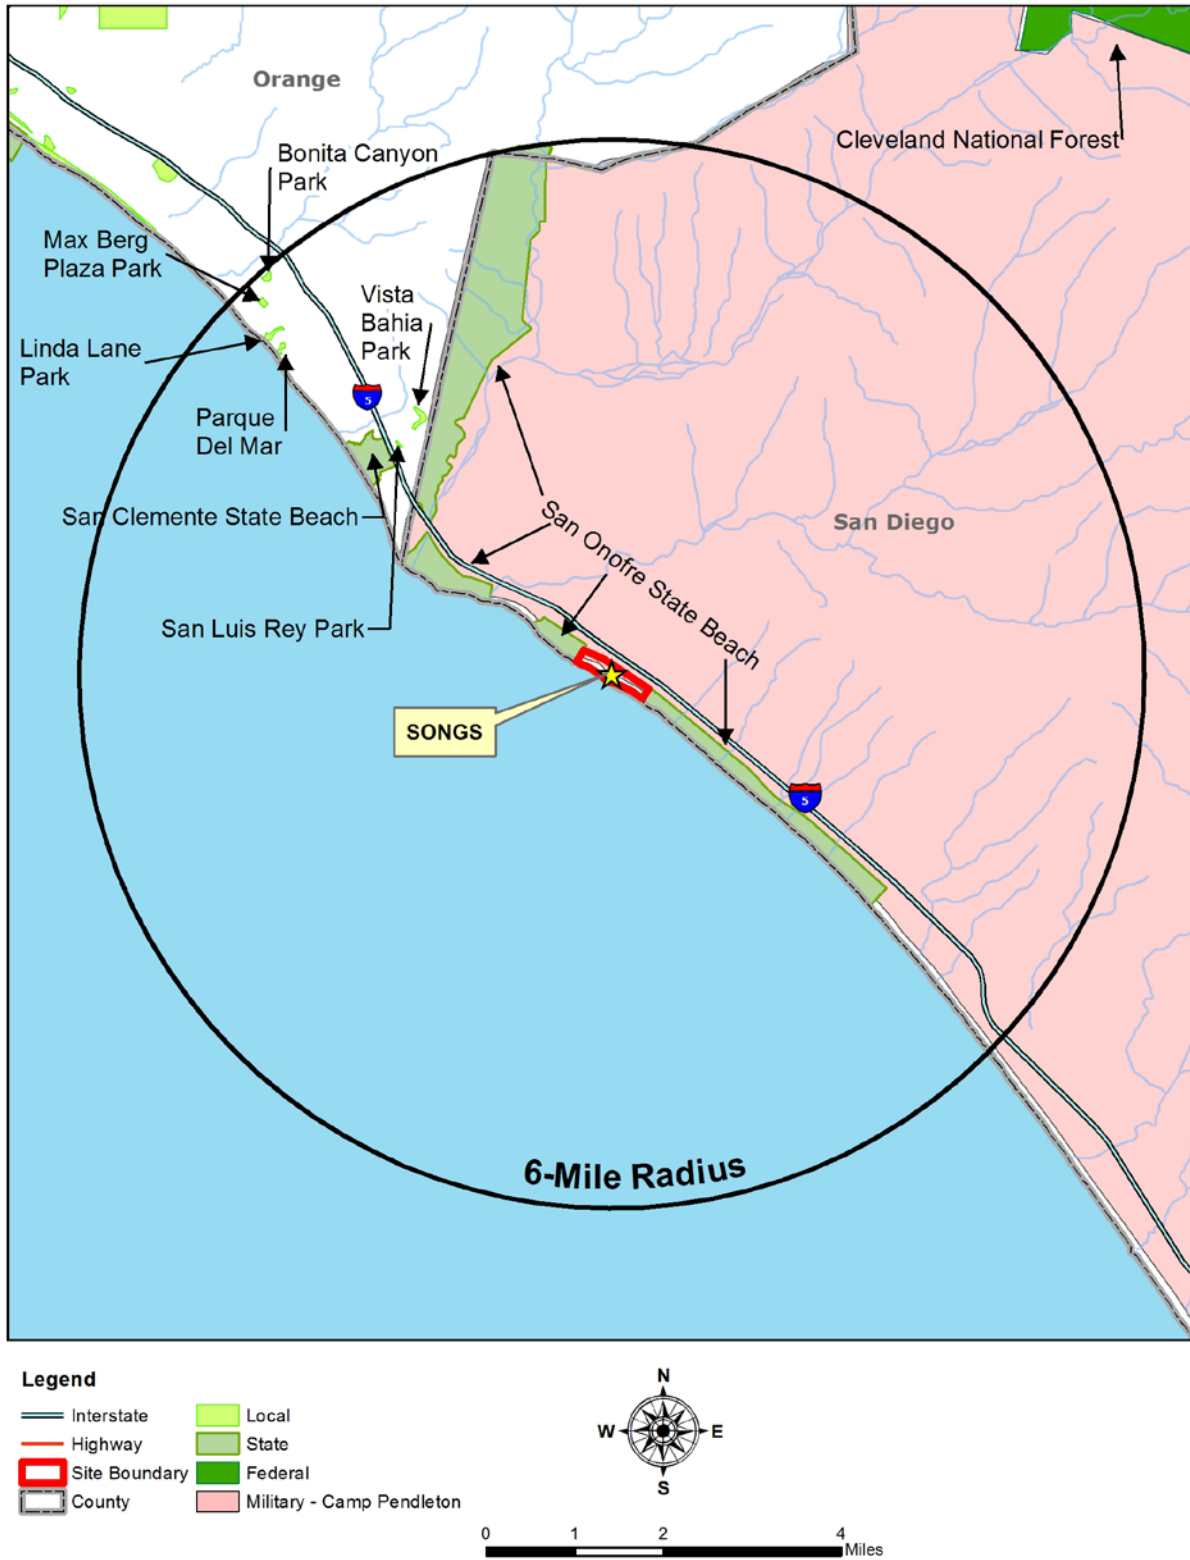 Orange
Cleveland National Forest
Bonita Canyon
Park
Max Berg
Plaza Park
Vista
Bahia
Park
Linda Lane
Park
5
Parque
Del Mar
San Clemente State Beach
San Onofre State Beach
San Diego
San Luis Rey Park
SONGS
5
6-Mile Radius
Legend
Interstate
Highway
Site Boundary
County
Local
State
Federal
Military - Camp Pendleton
N
W
E
S
0 1 2 4
Miles